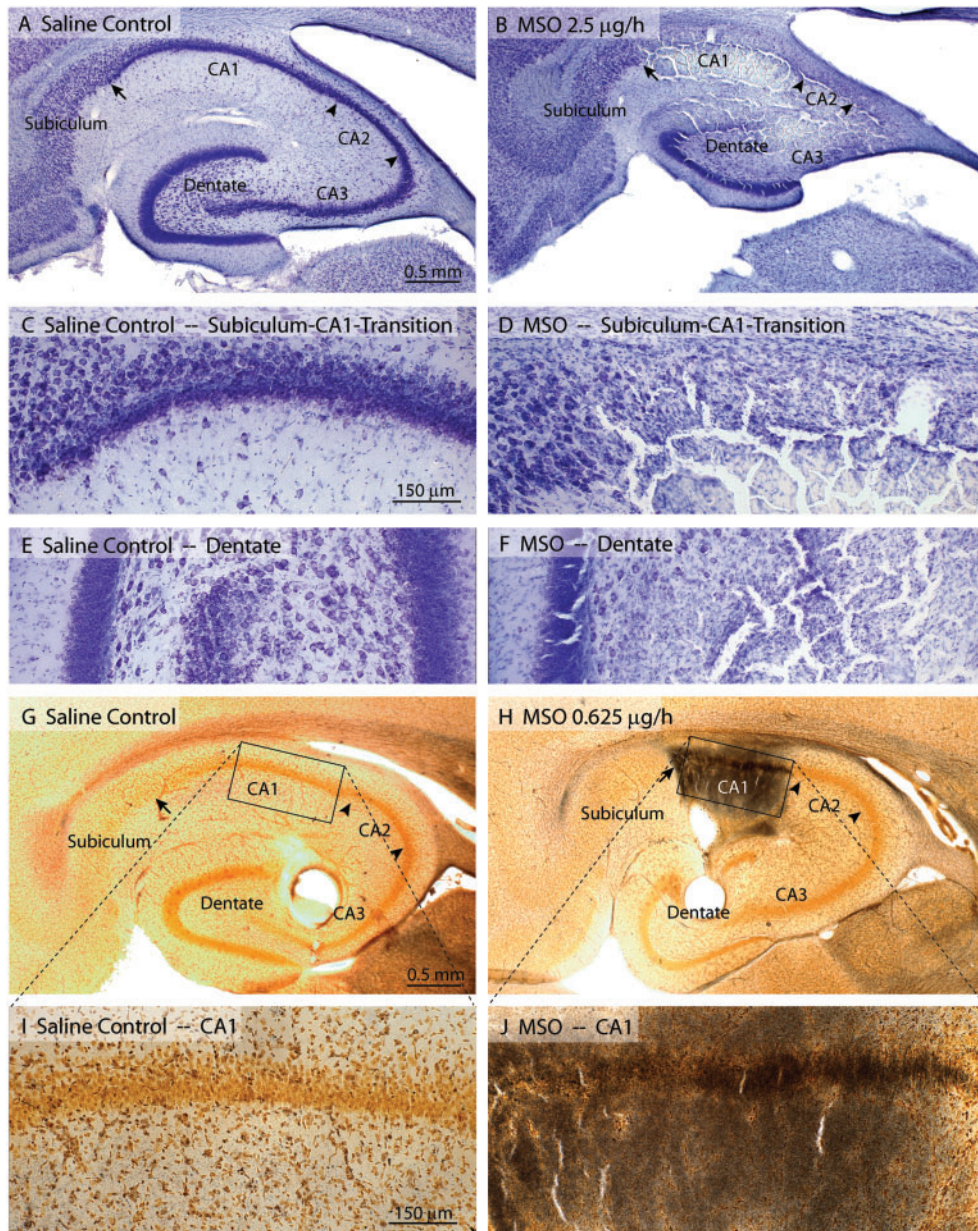 A Saline Control
CA1
Subiculum
CA2
Dentate
CA3
0.5 mm
B MSO 2.5 μg/h
CA1
CA2
Subiculum
Dentate
CA3
C Saline Control -- Subiculum-CA1-Transition
150 μm
D MSO -- Subiculum-CA1-Transition
E Saline Control -- Dentate
F MSO -- Dentate
G Saline Control
CA1
CA2
Subiculum
Dentate
CA3
0.5 mm
H MSO 0.625 μg/h
CA1
CA2
Subiculum
CA3
Dentate
I Saline Control -- CA1
150 μm
J MSO -- CA1